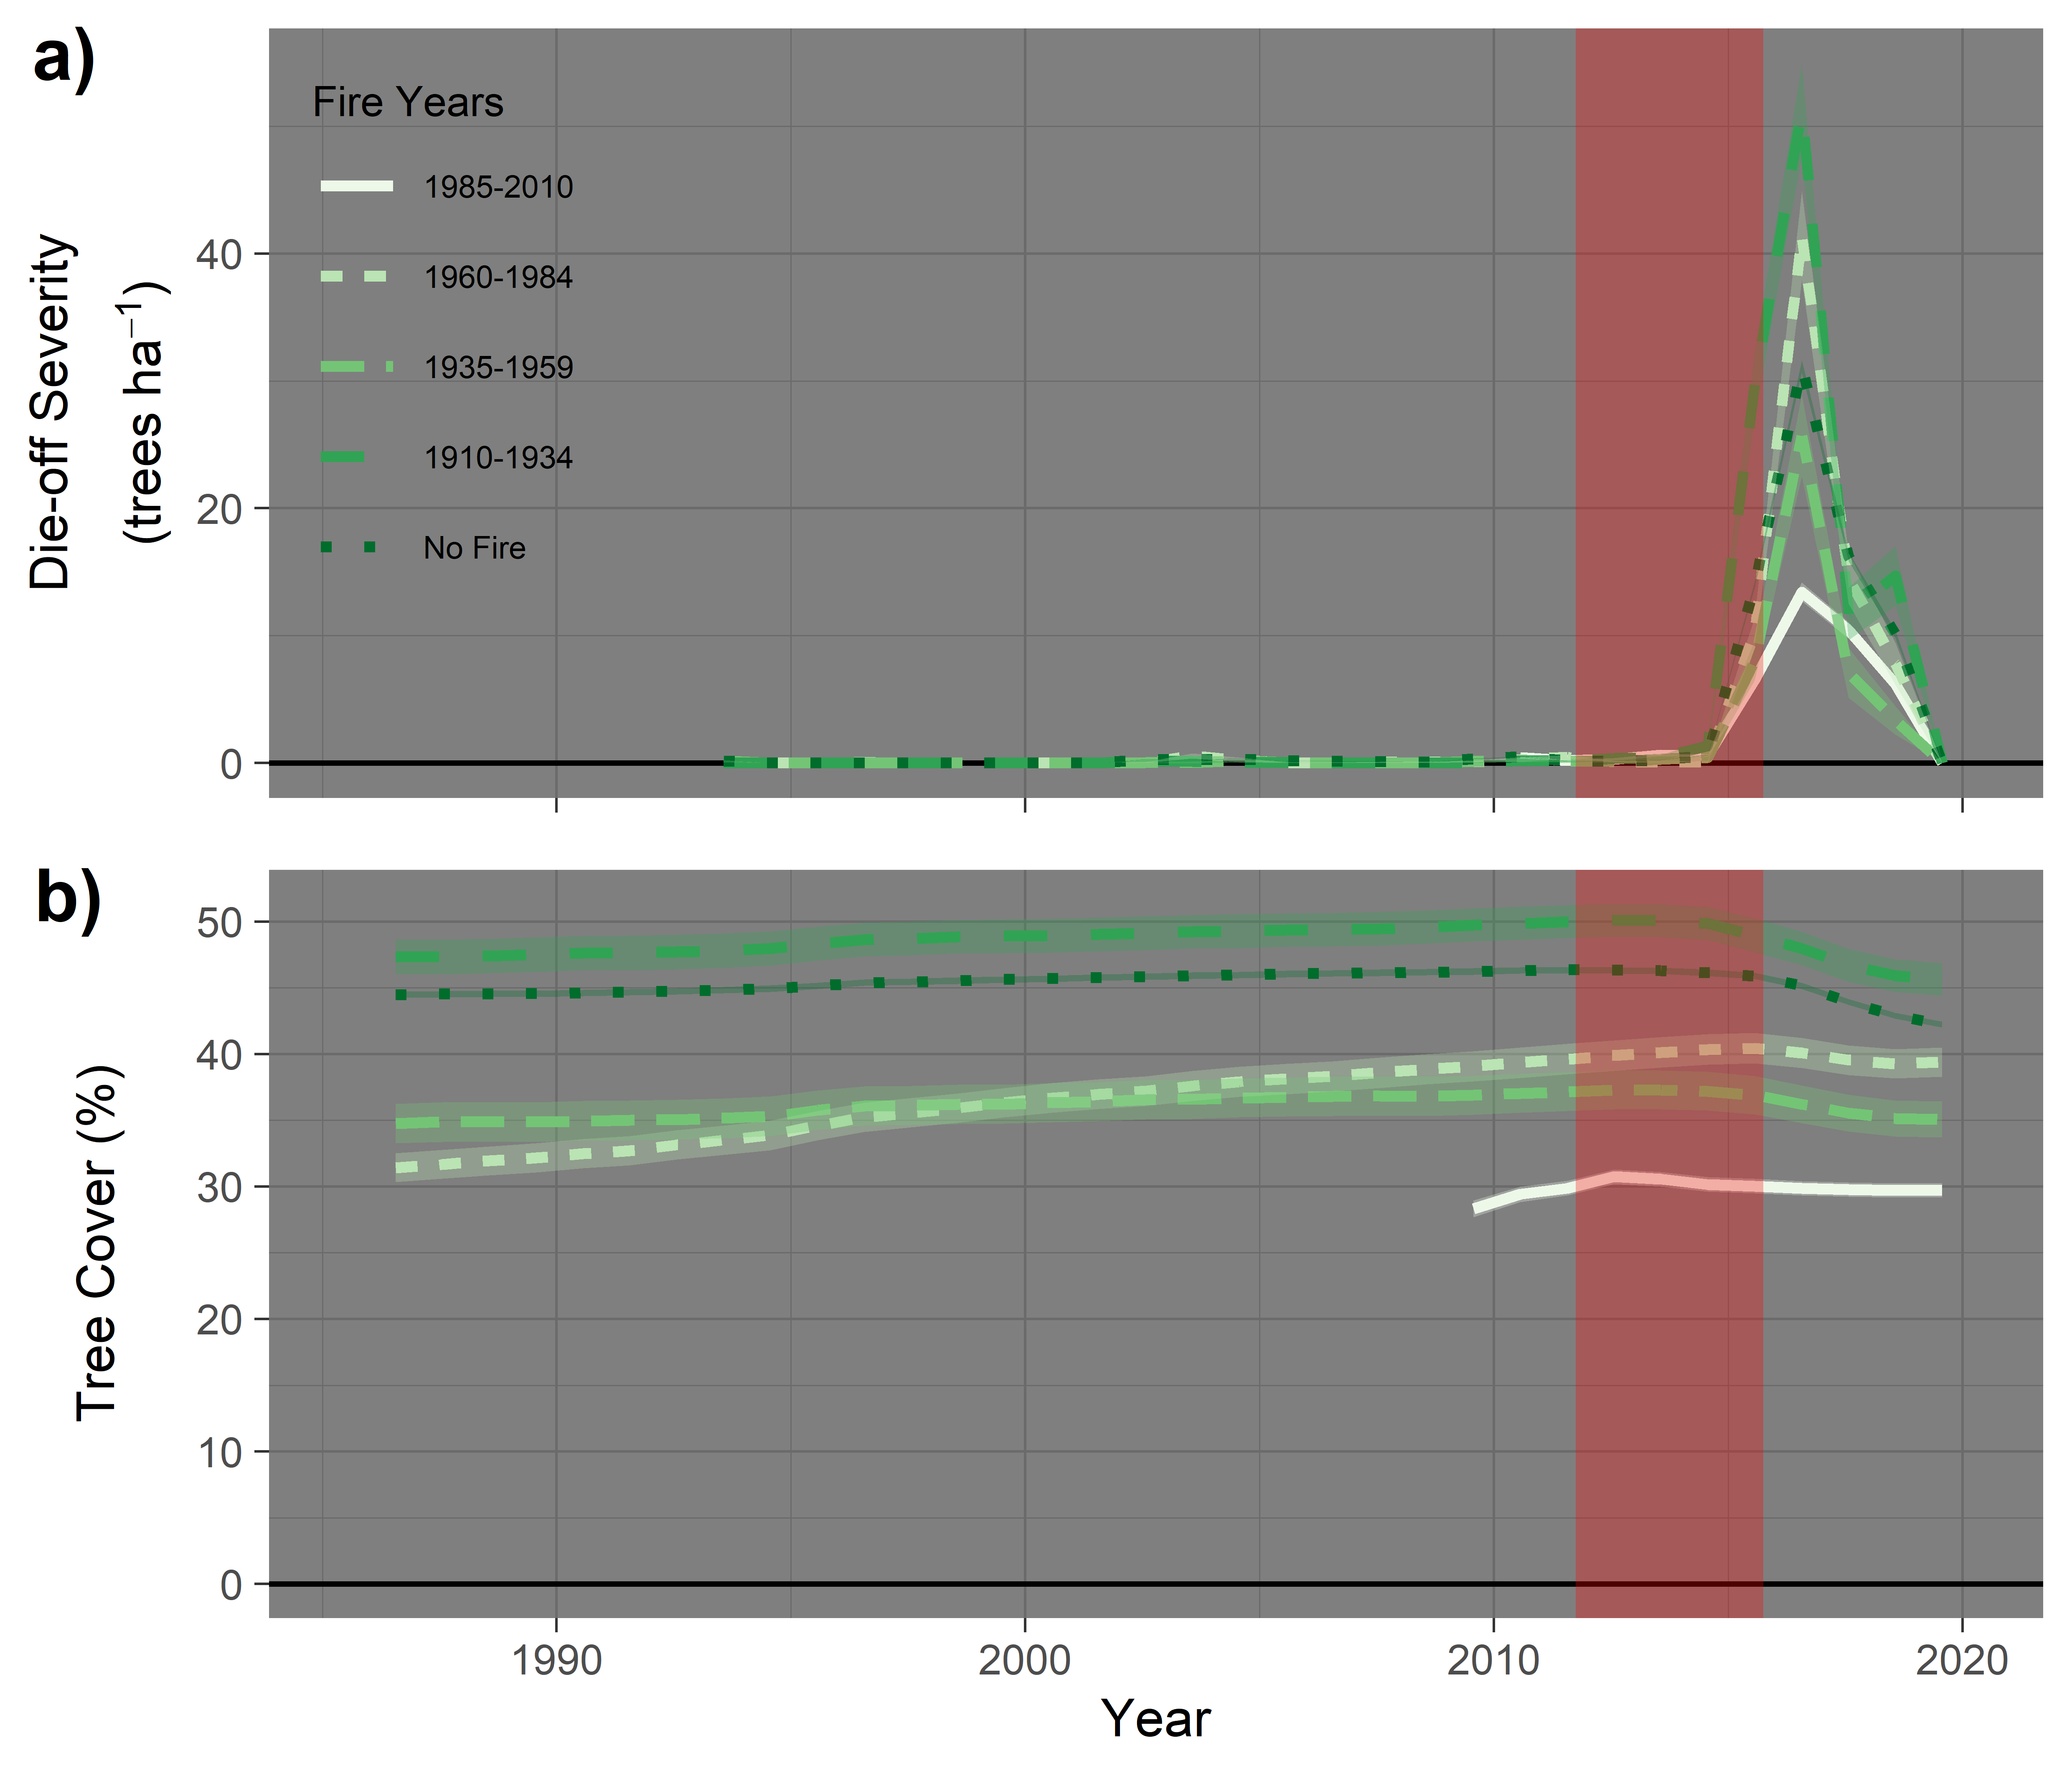 a)
Die-off Severity
(trees ha⁻¹)
40
20
0
Fire Years
1985-2010
1960-1984
1935-1959
1910-1934
No Fire
b)
Tree Cover (%)
50
40
30
20
10
0
1990 2000 2010 2020
Year